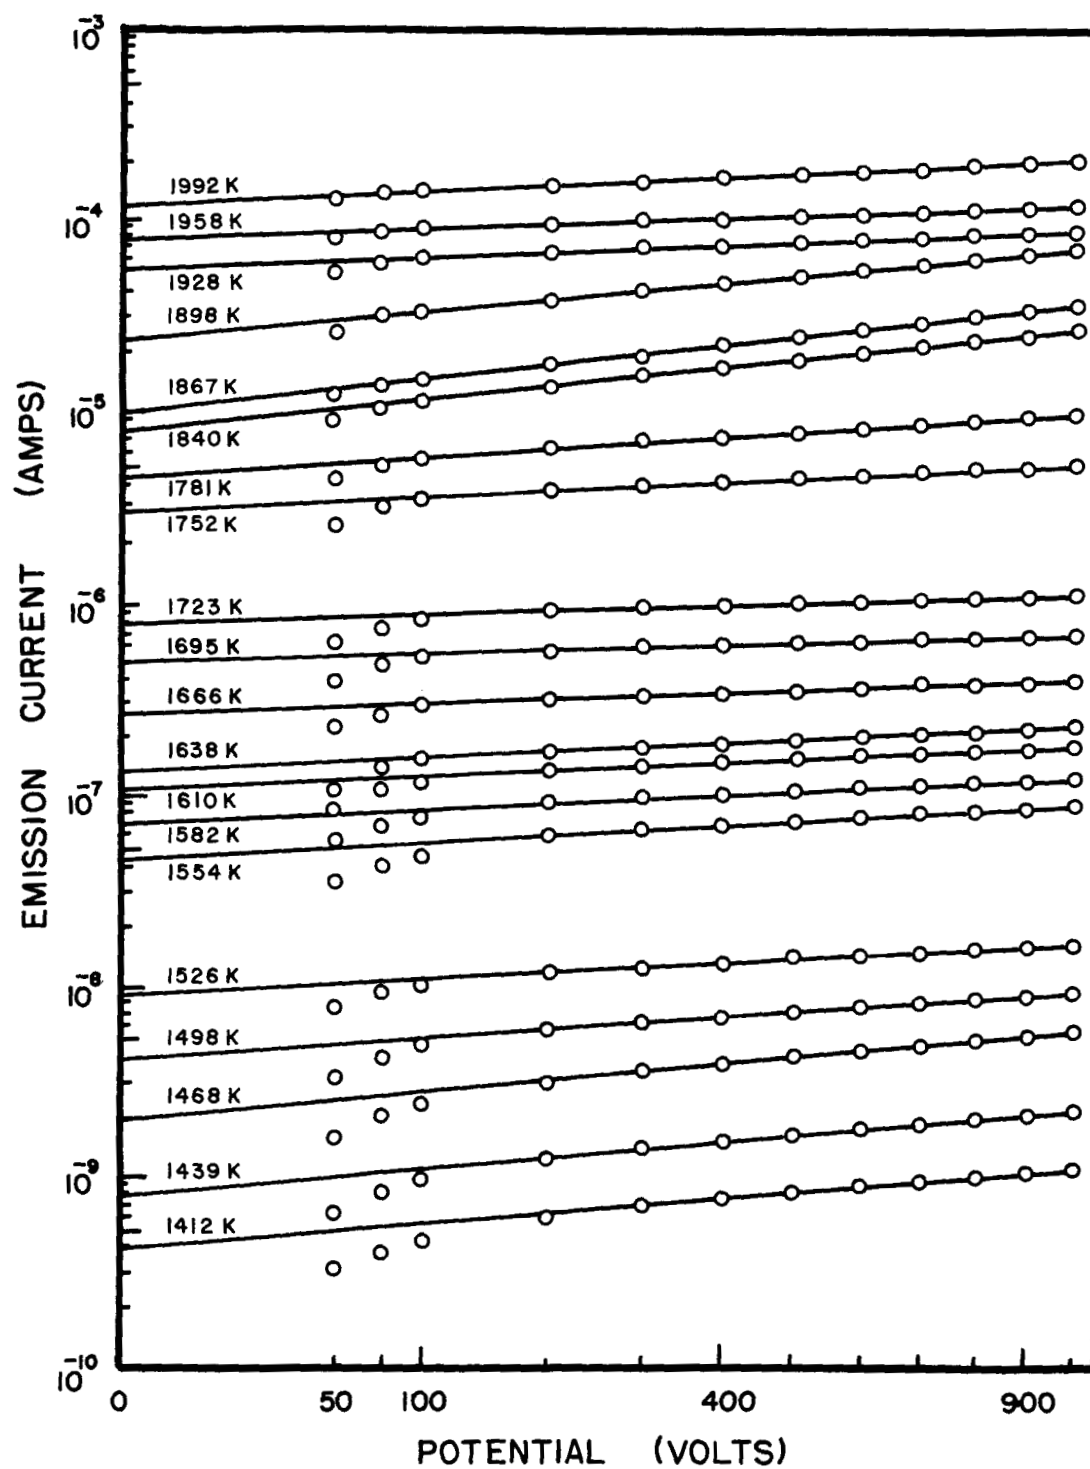 10⁻³
1992 K
10⁻⁴
1958 K
1928 K
1898 K
1867 K
10⁻⁵
1840 K
1781 K
1752 K
10⁻⁶
1723 K
1695 K
1666 K
1638 K
10⁻⁷
1610 K
1582 K
1554 K
1526 K
10⁻⁸
1498 K
1468 K
1439 K
10⁻⁹
1412 K
10⁻¹⁰
EMISSION CURRENT (AMPS)
0 50 100 400 900
POTENTIAL (VOLTS)